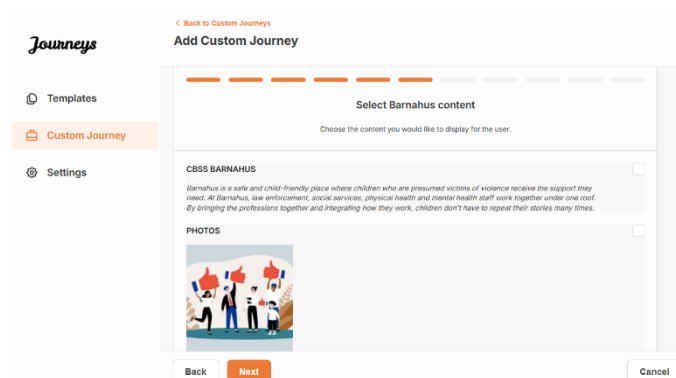 < Back to Custom Journeys
Journeys
Add Custom Journey
Templates
Custom Journey
Settings
Select Barnahus content
Choose the content you would like to display for the user.
CBSS BARNAHUS
Barnahus is a safe and child-friendly place where children who are presumed victims of violence receive the support they
need. At Barnahus, law enforcement, social services, physical health and mental health staff work together under one roof.
By bringing the professions together and integrating how they work, children don't have to repeat their stories many times.
PHOTOS
Back
Next
Cancel